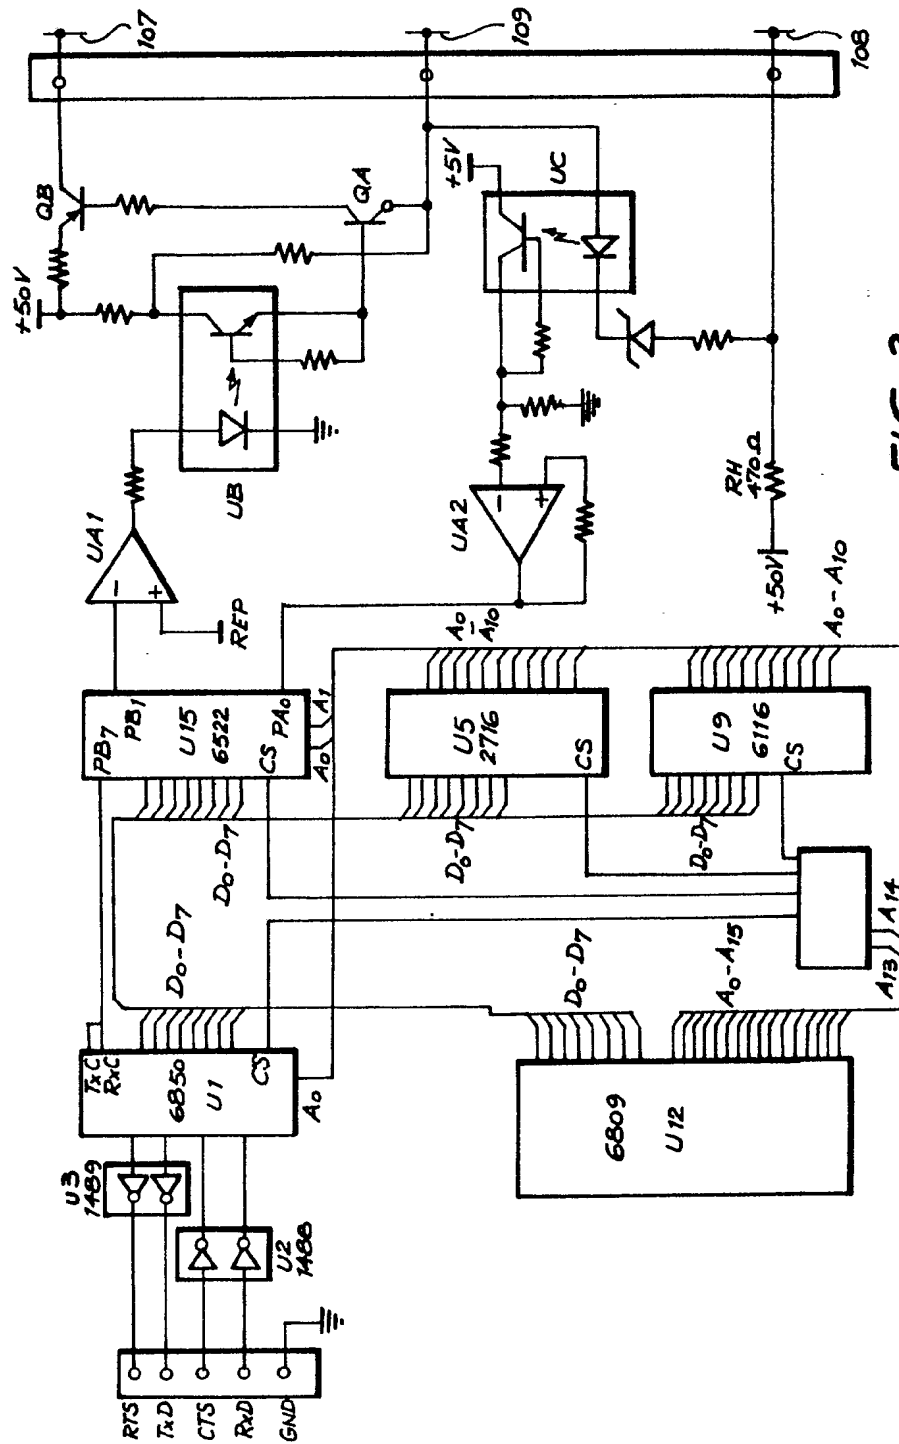 RTS
TxD
CTS
RxD
GND
U3
1489
U2
1488
TxC
RxC
6850
U1
CS
A0
D0-D7
PB7
PB1
U15
6522
CS
PA0
A0
A1
D0-D7
UA1
REP
UB
+50V
QB
QA
107
109
108
+5V
UC
UA2
RH
470Ω
+50V
A0-A10
U5
2716
CS
D0-D7
A0-A10
U9
6116
CS
D0-D7
D0-D7
A0-A15
A13
A14
6809
U12